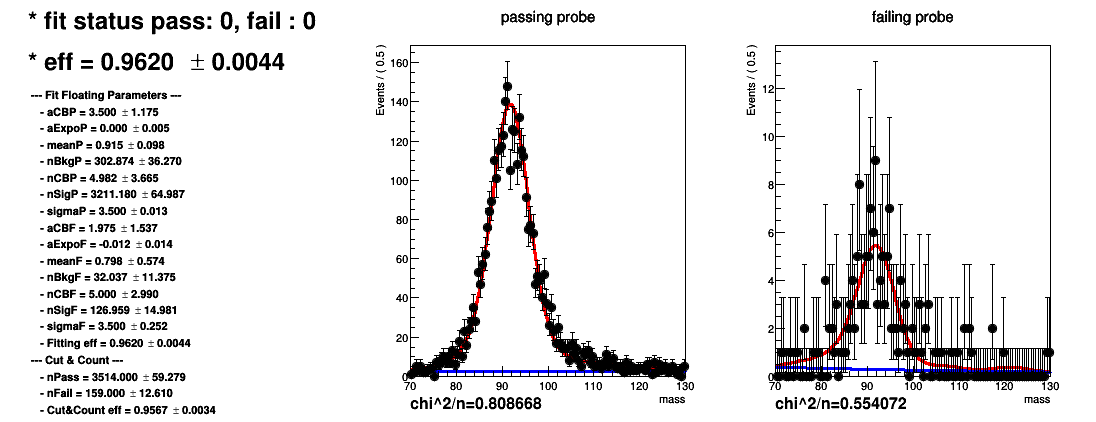 * fit status pass: 0, fail : 0
* eff = 0.9620 ± 0.0044
--- Fit Floating Parameters ---
- aCBP = 3.500 ± 1.175
- aExpoP = 0.000 ± 0.005
- meanP = 0.915 ± 0.098
- nBkgP = 302.874 ± 36.270
- nCBP = 4.982 ± 3.665
- nSigP = 3211.180 ± 64.987
- sigmaP = 3.500 ± 0.013
- aCBF = 1.975 ± 1.537
- aExpoF = -0.012 ± 0.014
- meanF = 0.798 ± 0.574
- nBkgF = 32.037 ± 11.375
- nCBF = 5.000 ± 2.990
- nSigF = 126.959 ± 14.981
- sigmaF = 3.500 ± 0.252
- Fitting eff = 0.9620 ± 0.0044
--- Cut & Count ---
- nPass = 3514.000 ± 59.279
- nFail = 159.000 ± 12.610
- Cut&Count eff = 0.9567 ± 0.0034
passing probe
Events / ( 0.5 )
160
140
120
100
80
60
40
20
0
70 80 90 100 110 120 130
mass
chi^2/n=0.808668
failing probe
Events / ( 0.5 )
12
10
8
6
4
2
0
70 80 90 100 110 120 130
mass
chi^2/n=0.554072